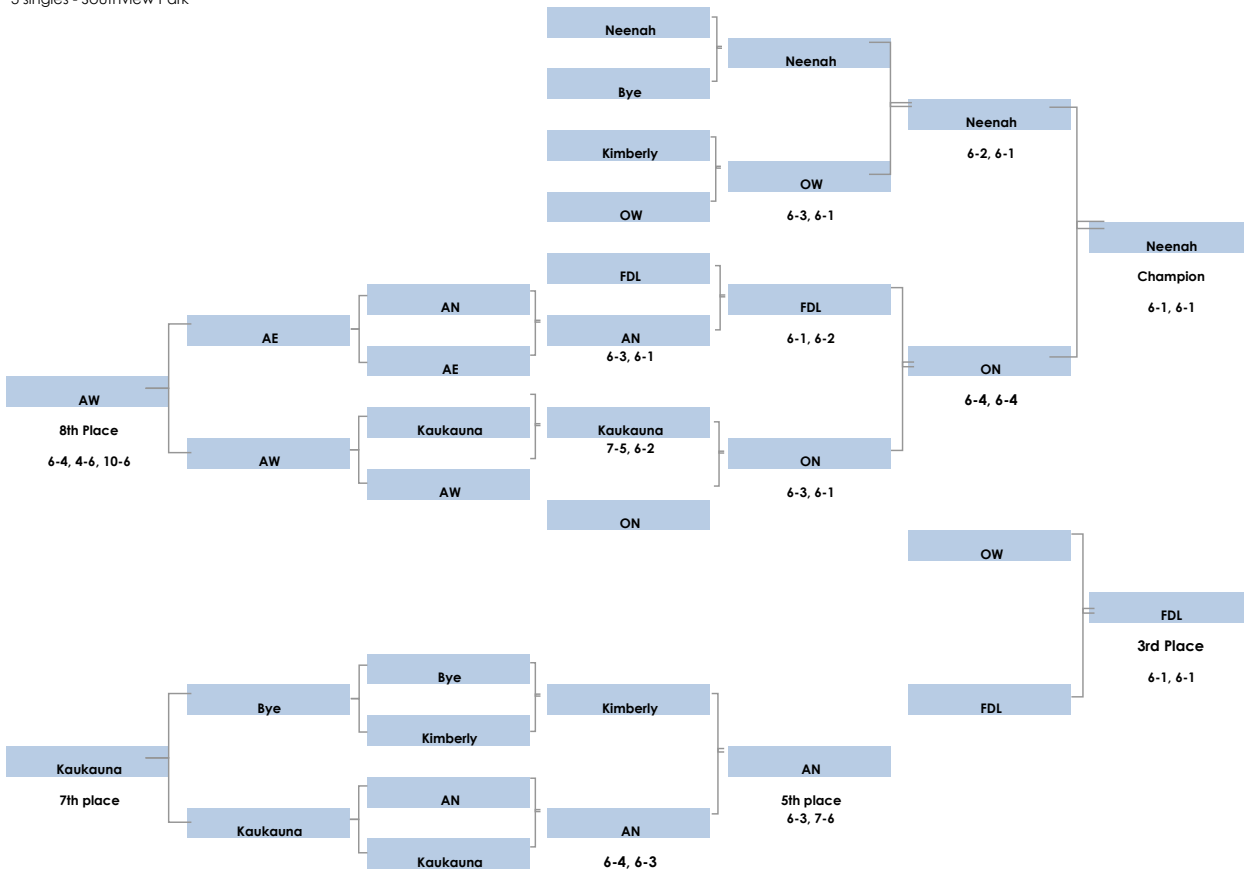 3 singles - Southview Park
Neenah
Neenah
Bye
Neenah
6-2, 6-1
Kimberly
OW
6-3, 6-1
OW
Neenah
Champion
6-1, 6-1
FDL
AN
FDL
6-1, 6-2
AE
AN
6-3, 6-1
AE
ON
6-4, 6-4
AW
8th Place
6-4, 4-6, 10-6
Kaukauna
Kaukauna
7-5, 6-2
AW
ON
6-3, 6-1
AW
ON
OW
FDL
3rd Place
6-1, 6-1
Bye
Bye
Kimberly
FDL
Kimberly
Kaukauna
7th place
AN
5th place
6-3, 7-6
AN
Kaukauna
AN
6-4, 6-3
Kaukauna